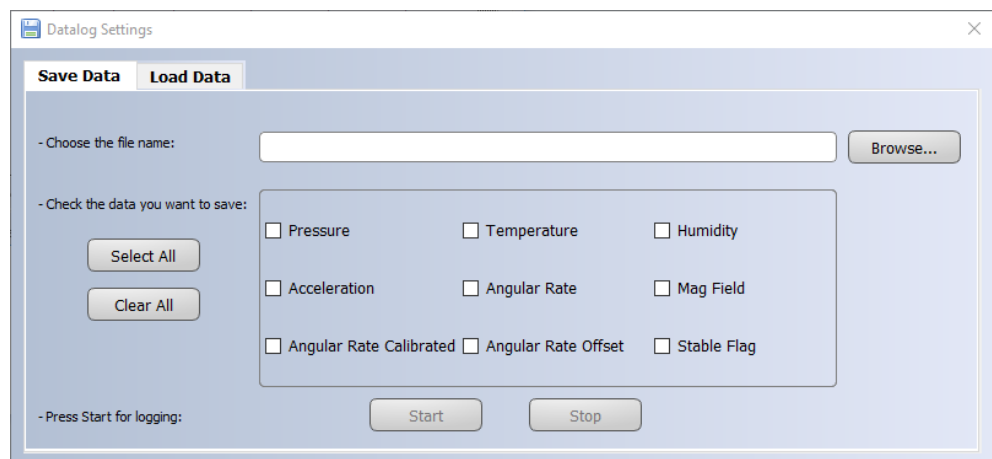 Datalog Settings
Save Data Load Data
- Choose the file name:
Browse...
- Check the data you want to save:
Select All
Clear All
Pressure Temperature Humidity
Acceleration Angular Rate Mag Field
Angular Rate Calibrated Angular Rate Offset Stable Flag
- Press Start for logging:
Start Stop